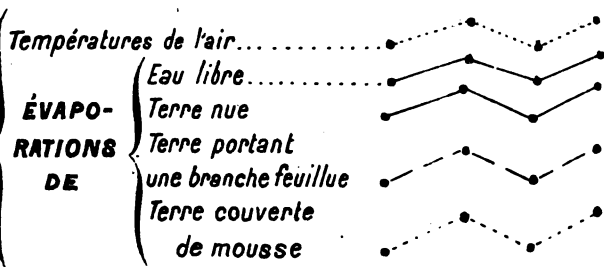 Températures de l'air...........
Eau libre............
ÉVAPO-
Terre nue
RATIONS
Terre portant
DE
une branche feuillue
Terre couverte
de mousse